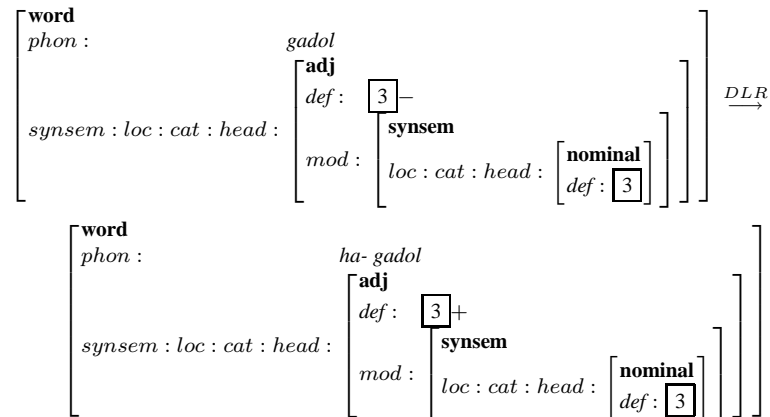 word
phon : gadol
adj
def : 3 −
synsem : loc : cat : head :
mod :
synsem
loc : cat : head :
nominal
def : 3
DLR
⟶
word
phon : ha- gadol
adj
def : 3 +
synsem : loc : cat : head :
mod :
synsem
loc : cat : head :
nominal
def : 3